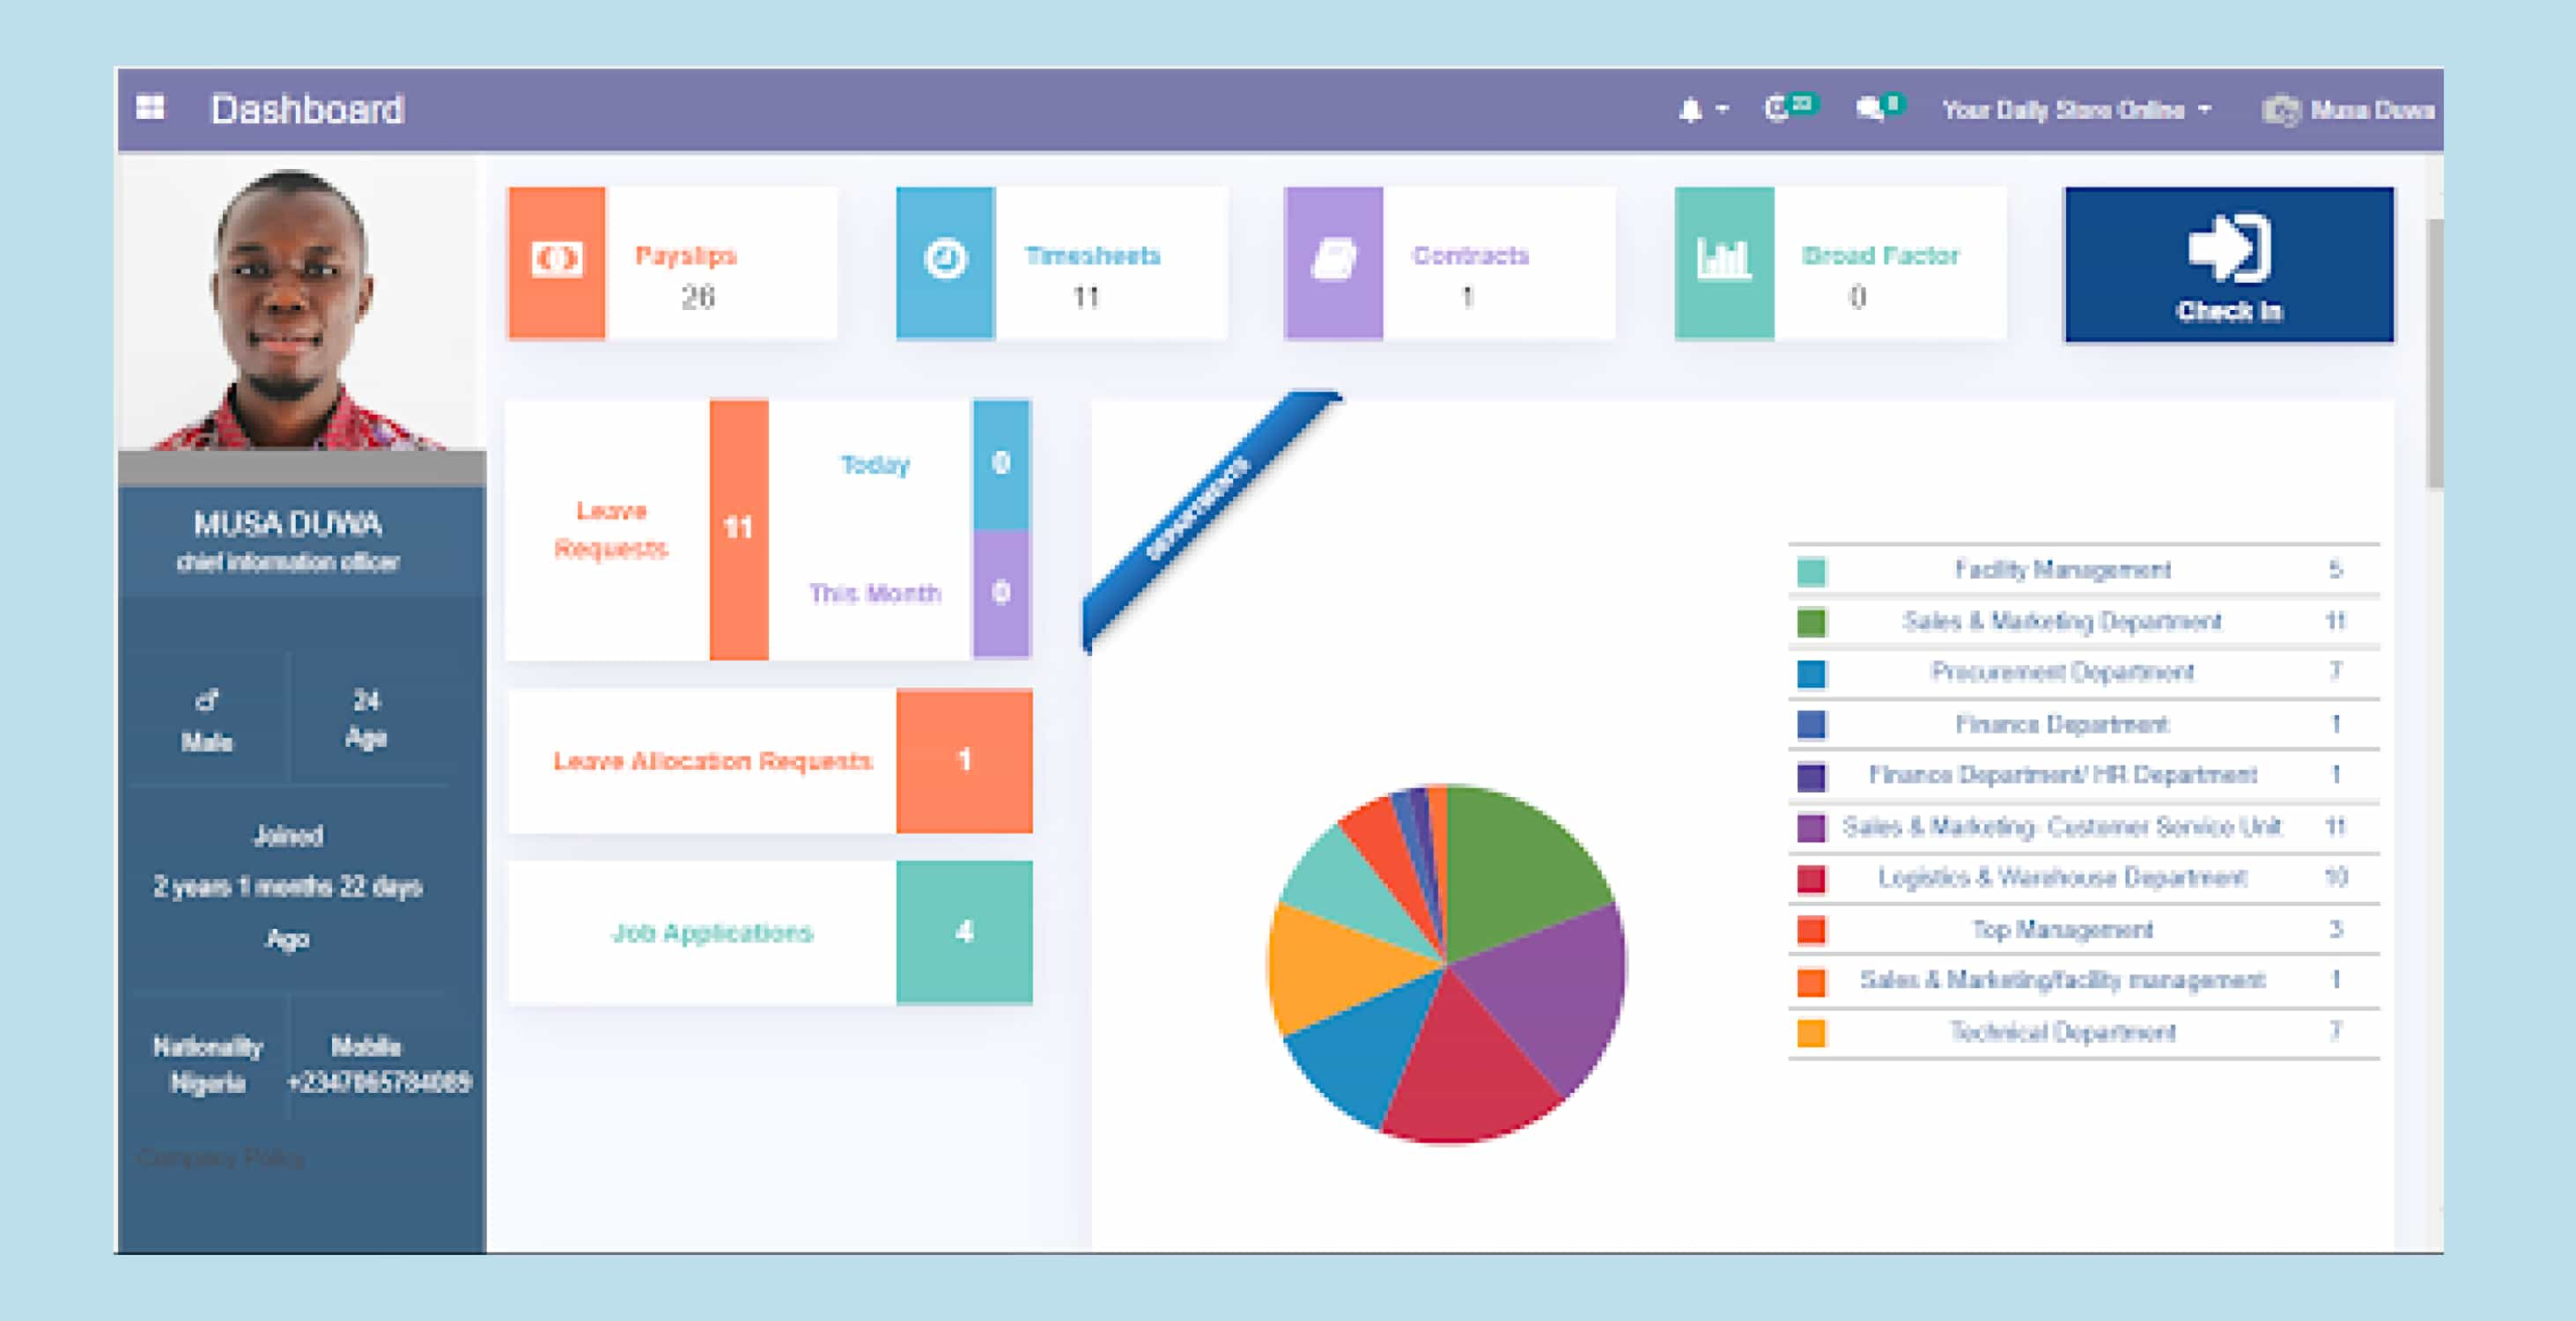 Dashboard
Your Daily Store Online
Musa Duwa
MUSA DUWA
chief information officer
Male
24
Age
Joined
2 years 1 months 22 days
Ago
Nationality
Nigeria
Mobile
Company Policy
Payslips
26
Timesheets
11
Contracts
1
Broad Factor
0
Check In
Leave
Requests
11
Today
0
This Month
0
Leave Allocation Requests
1
Job Applications
4
DEPARTMENTS
Facility Management 5
Sales & Marketing Department 11
Procurement Department 7
Finance Department 1
Finance Department/ HR Department 1
Sales & Marketing- Customer Service Unit 11
Logistics & Warehouse Department 10
Top Management 3
Sales & Marketing/facility management 1
Technical Department 7